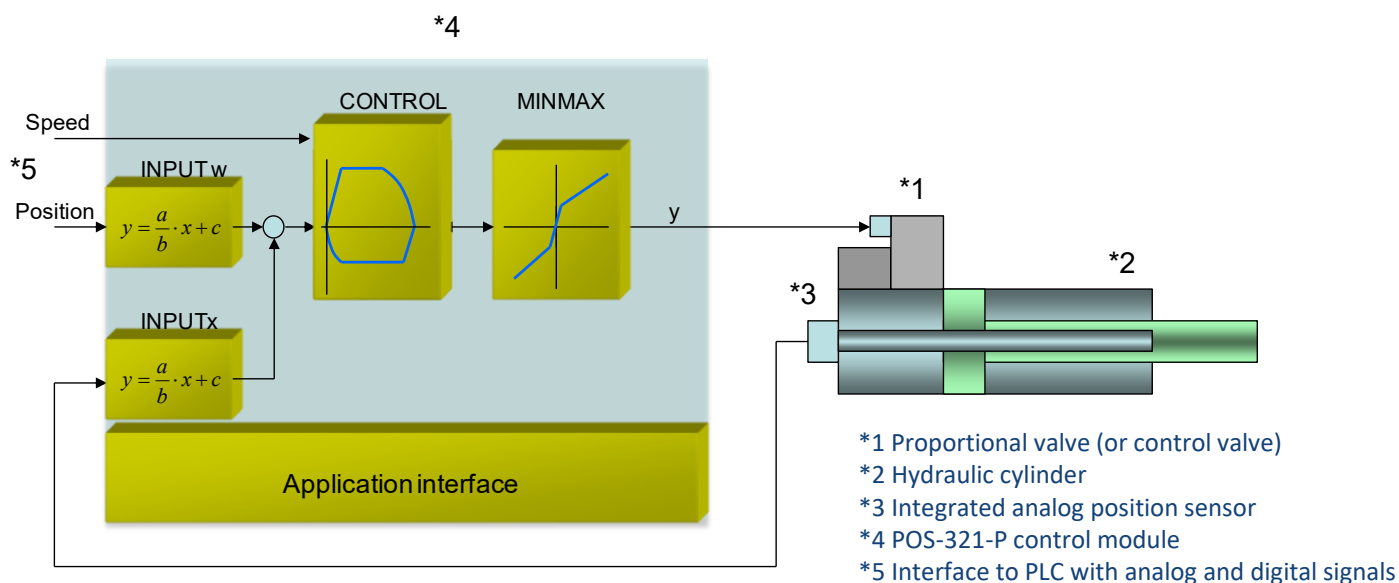 *4
CONTROL
MINMAX
Speed
*5
INPUT w
Position
y = a/b · x + c
y
*1
*2
*3
INPUTx
y = a/b · x + c
Application interface
*1 Proportional valve (or control valve)
*2 Hydraulic cylinder
*3 Integrated analog position sensor
*4 POS-321-P control module
*5 Interface to PLC with analog and digital signals